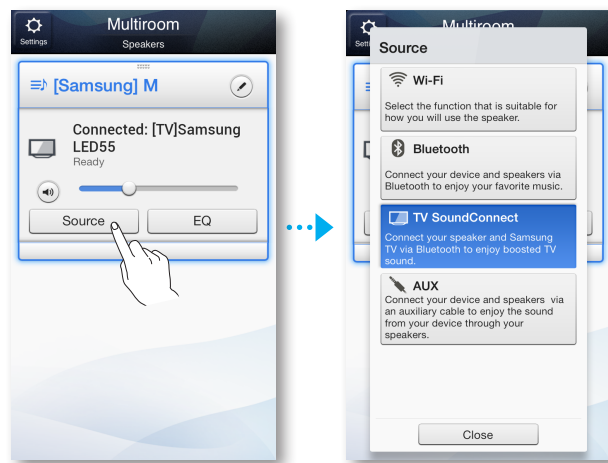 Multiroom
Settings
Speakers
[Samsung] M
Connected: [TV]Samsung
LED55
Ready
Source
EQ
Multiroom
Setti
Source
Wi-Fi
Select the function that is suitable for
how you will use the speaker.
Bluetooth
Connect your device and speakers via
Bluetooth to enjoy your favorite music.
TV SoundConnect
Connect your speaker and Samsung
TV via Bluetooth to enjoy boosted TV
sound.
AUX
Connect your device and speakers via
an auxiliary cable to enjoy the sound
from your device through your
speakers.
Close